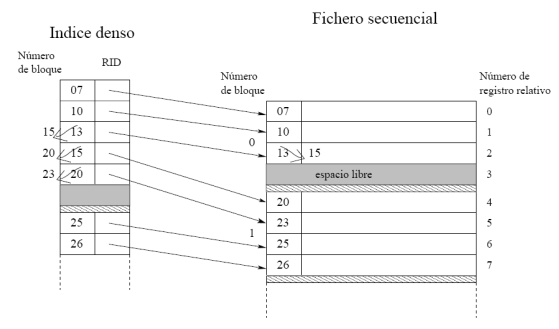 Fichero secuencial
Indice denso
Número
de bloque
RID
Número
de bloque
Número de
registro relativo
07
10
15 13
20 15
23 20
25
26
07 0
10 1
0
13 15 2
espacio libre 3
20 4
23 5
1
25 6
26 7